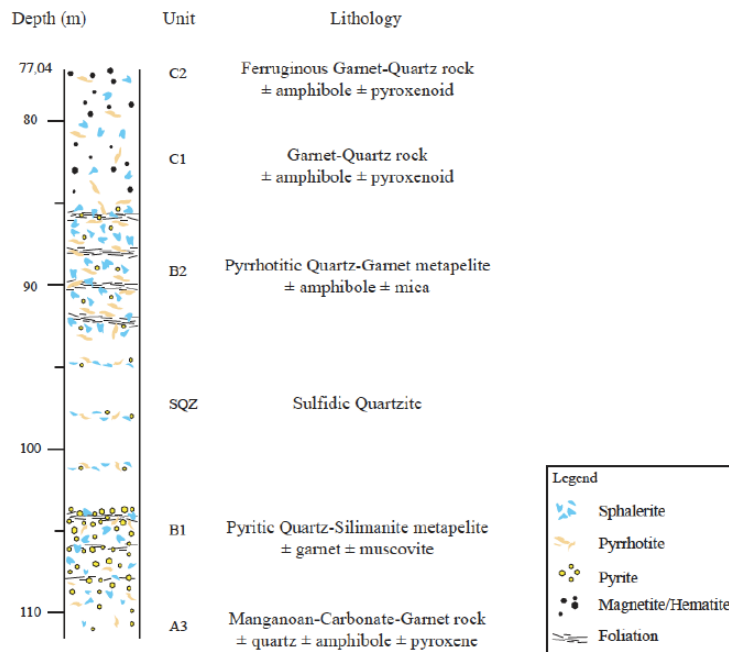 Depth (m) Unit Lithology
77,04 C2 Ferruginous Garnet-Quartz rock
± amphibole ± pyroxenoid
80
C1 Garnet-Quartz rock
± amphibole ± pyroxenoid
B2 Pyrrhotitic Quartz-Garnet metapelite
90 ± amphibole ± mica
SQZ Sulfidic Quartzite
100
B1 Pyritic Quartz-Silimanite metapelite
± garnet ± muscovite
110
A3 Manganoan-Carbonate-Garnet rock
± quartz ± amphibole ± pyroxene
Legend
Sphalerite
Pyrrhotite
Pyrite
Magnetite/Hematite
Foliation